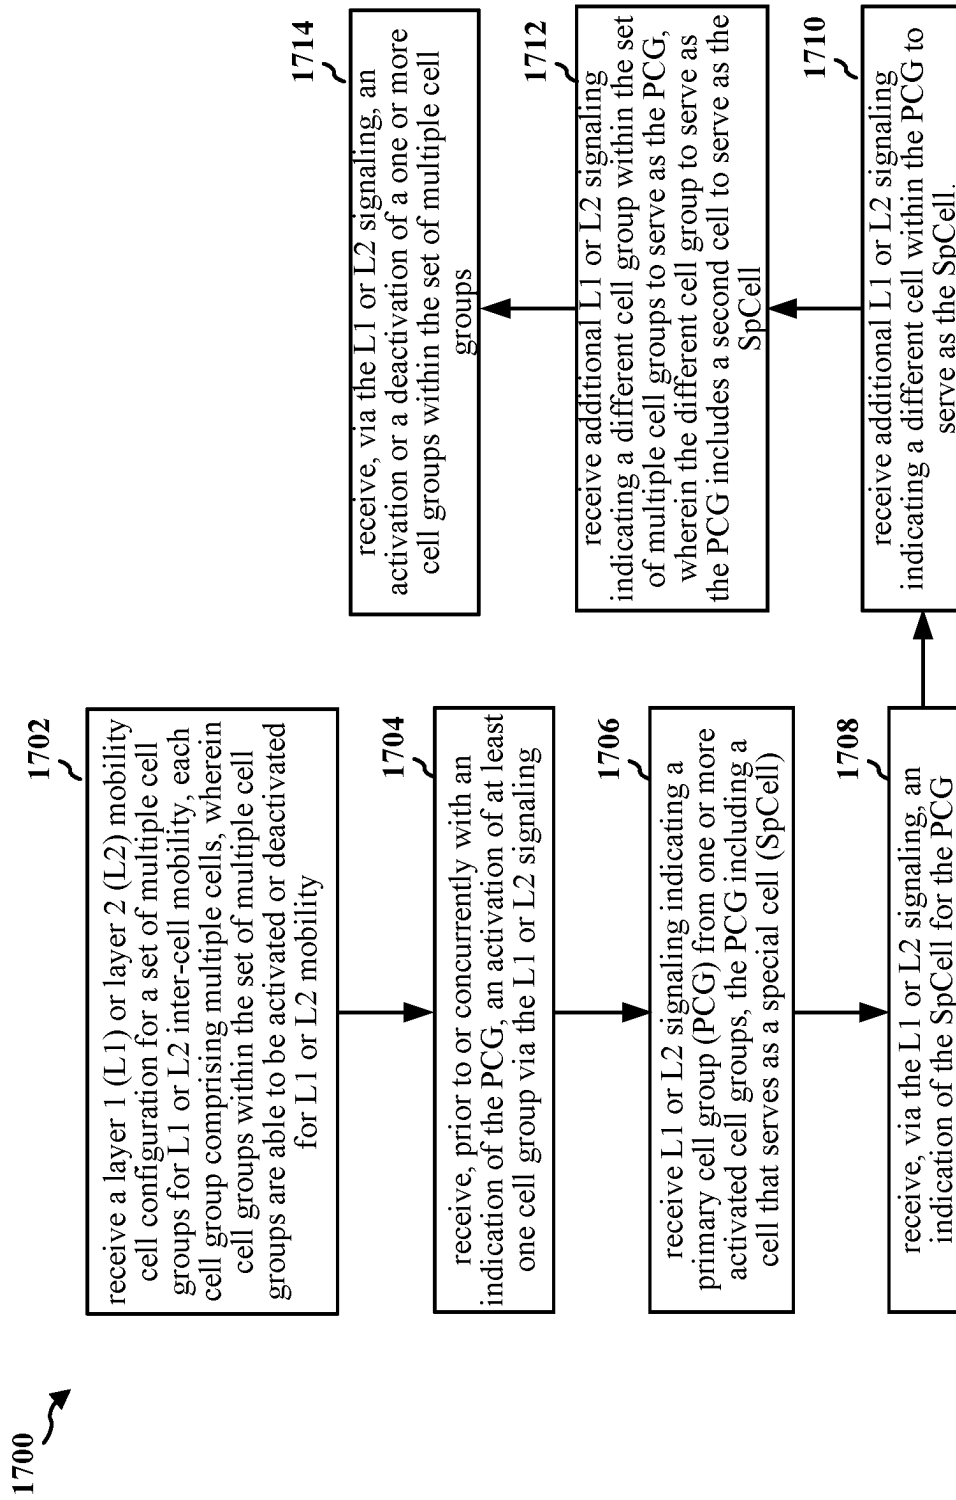 1700
1702
receive a layer 1 (L1) or layer 2 (L2) mobility
cell configuration for a set of multiple cell
groups for L1 or L2 inter-cell mobility, each
cell group comprising multiple cells, wherein
cell groups within the set of multiple cell
groups are able to be activated or deactivated
for L1 or L2 mobility
1704
receive, prior to or concurrently with an
indication of the PCG, an activation of at least
one cell group via the L1 or L2 signaling
1706
receive L1 or L2 signaling indicating a
primary cell group (PCG) from one or more
activated cell groups, the PCG including a
cell that serves as a special cell (SpCell)
1708
receive, via the L1 or L2 signaling, an
indication of the SpCell for the PCG
1710
receive additional L1 or L2 signaling
indicating a different cell within the PCG to
serve as the SpCell.
1712
receive additional L1 or L2 signaling
indicating a different cell group within the set
of multiple cell groups to serve as the PCG,
wherein the different cell group to serve as
the PCG includes a second cell to serve as the
SpCell
1714
receive, via the L1 or L2 signaling, an
activation or a deactivation of a one or more
cell groups within the set of multiple cell
groups